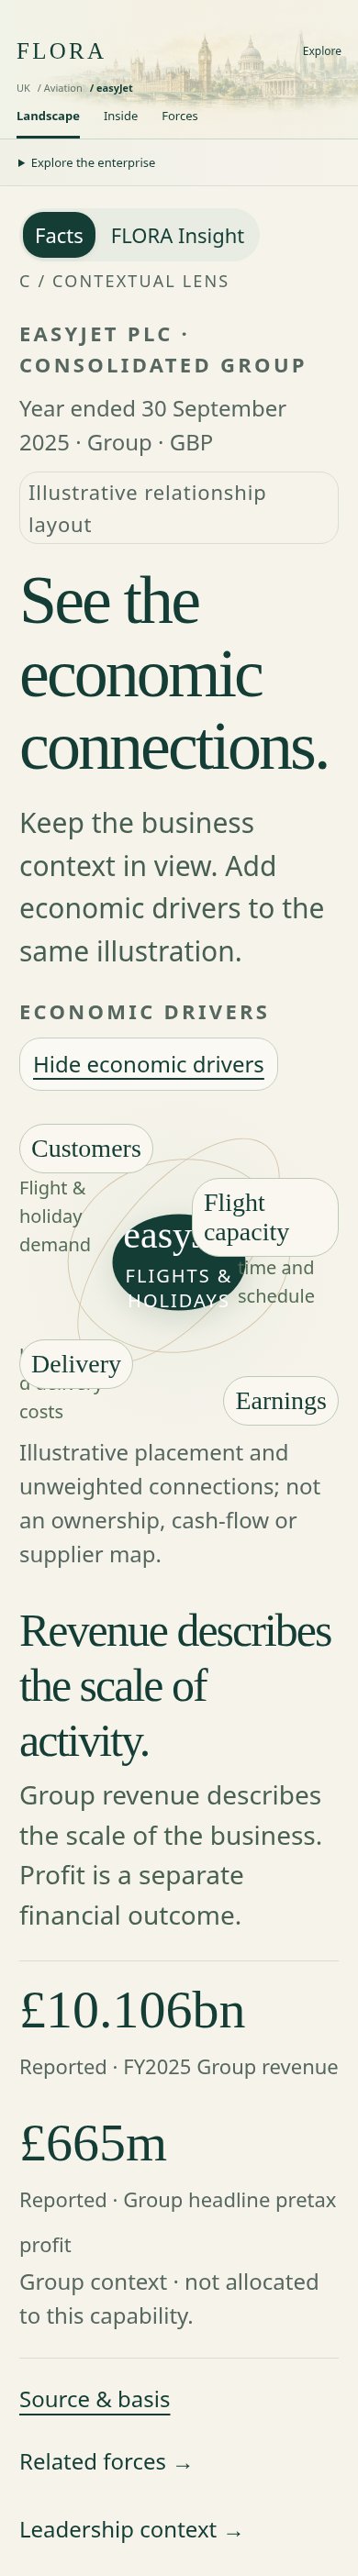 FLORA
Explore
UK / Aviation / easyJet
Landscape Inside Forces
▶ Explore the enterprise
Facts FLORA Insight
C / CONTEXTUAL LENS
EASYJET PLC ·
CONSOLIDATED GROUP
Year ended 30 September
2025 · Group · GBP
Illustrative relationship
layout
See the
economic
connections.
Keep the business
context in view. Add
economic drivers to the
same illustration.
ECONOMIC DRIVERS
Hide economic drivers
Customers
Flight &
holiday
demand
Flight
capacity
time and
schedule
easy
FLIGHTS &
HOLIDAYS
Delivery
costs
Earnings
Illustrative placement and
unweighted connections; not
an ownership, cash-flow or
supplier map.
Revenue describes
the scale of
activity.
Group revenue describes
the scale of the business.
Profit is a separate
financial outcome.
£10.106bn
Reported · FY2025 Group revenue
£665m
Reported · Group headline pretax
profit
Group context · not allocated
to this capability.
Source & basis
Related forces →
Leadership context →